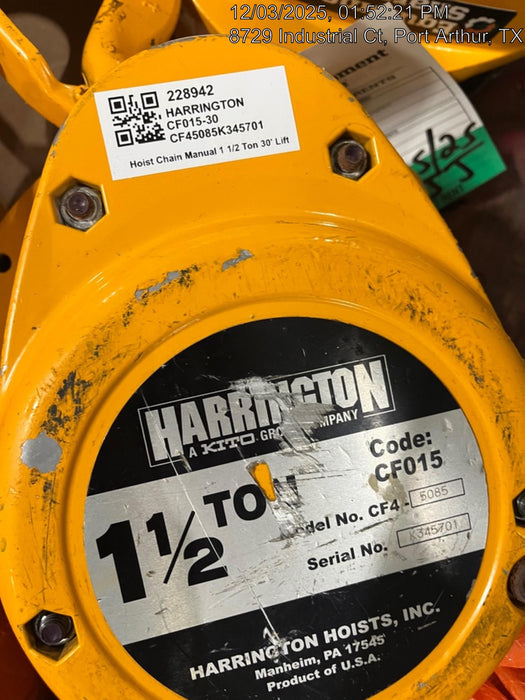 12/03/2025, 01:52:21 PM
8729 Industrial Ct, Port Arthur, TX
228942
HARRINGTON
CF015-30
CF45085K345701
Hoist Chain Manual 1 1/2 Ton 30' Lift
HARRINGTON
A KITO GROUP COMPANY
Code:
CF015
1 1/2 TON
Model No. CF4 - 5085
Serial No. K345701
HARRINGTON HOISTS, INC.
Manheim, PA 17545
Product of U.S.A.